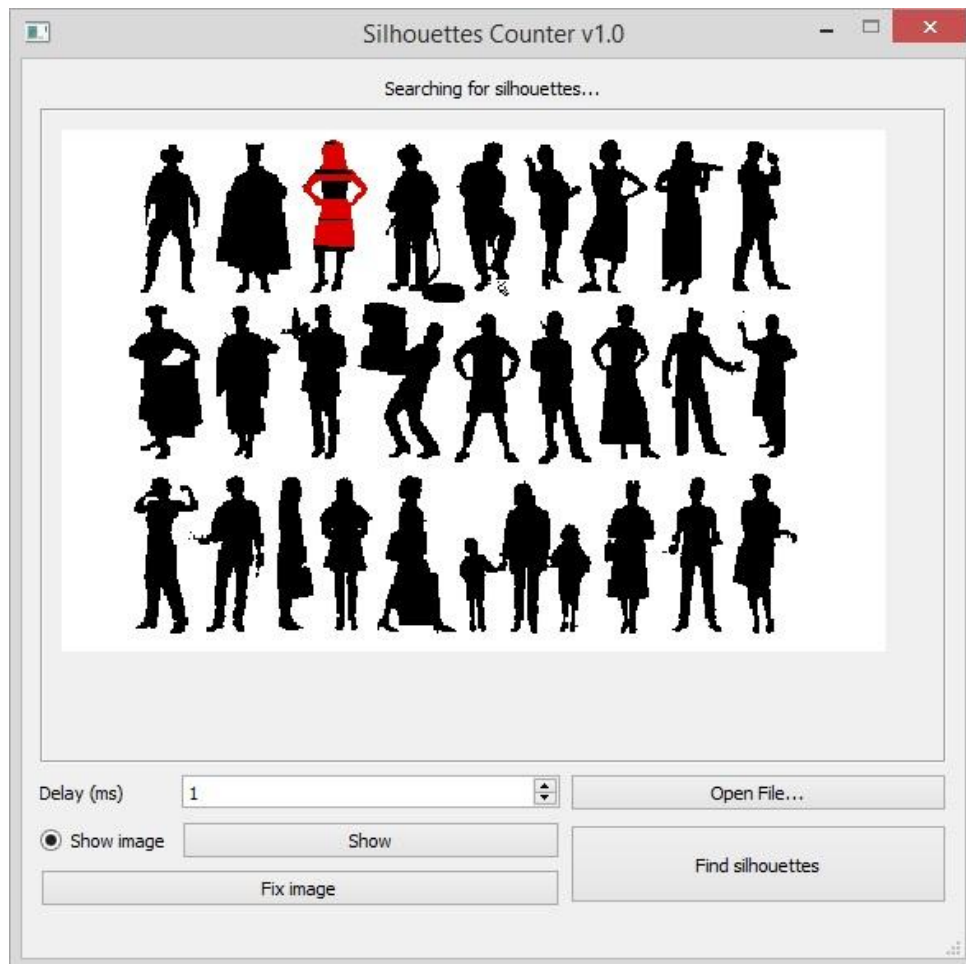 Silhouettes Counter v1.0
Searching for silhouettes...
Delay (ms)
1
Open File...
Show image
Show
Find silhouettes
Fix image